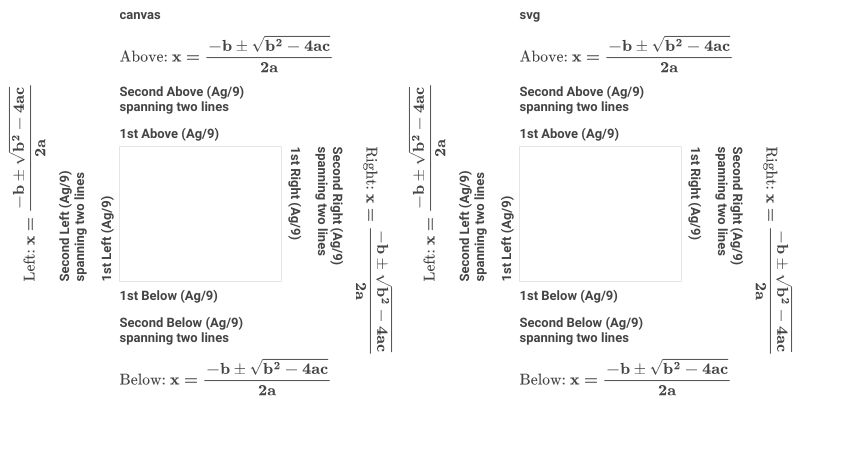 canvas
Above: x = −b ± √b² − 4ac / 2a
Second Above (Ag/9)
spanning two lines
1st Above (Ag/9)
Left: x = −b ± √b² − 4ac / 2a
Second Left (Ag/9)
spanning two lines
1st Left (Ag/9)
1st Right (Ag/9)
Second Right (Ag/9)
spanning two lines
Right: x = −b ± √b² − 4ac / 2a
1st Below (Ag/9)
Second Below (Ag/9)
spanning two lines
Below: x = −b ± √b² − 4ac / 2a
svg
Above: x = −b ± √b² − 4ac / 2a
Second Above (Ag/9)
spanning two lines
1st Above (Ag/9)
Left: x = −b ± √b² − 4ac / 2a
Second Left (Ag/9)
spanning two lines
1st Left (Ag/9)
1st Right (Ag/9)
Second Right (Ag/9)
spanning two lines
Right: x = −b ± √b² − 4ac / 2a
1st Below (Ag/9)
Second Below (Ag/9)
spanning two lines
Below: x = −b ± √b² − 4ac / 2a